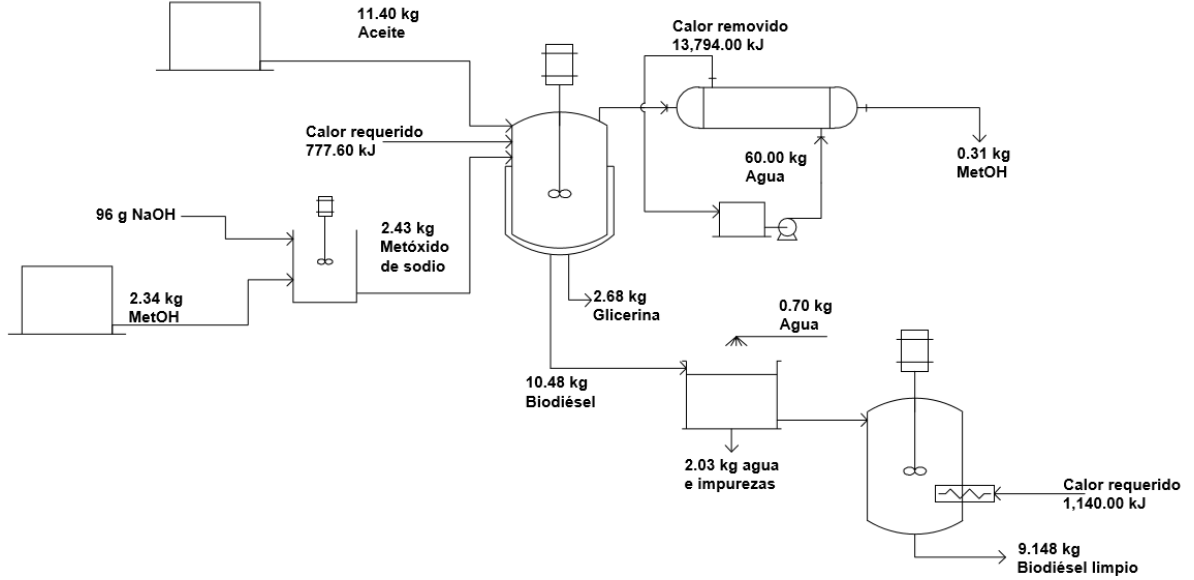 11.40 kg
Aceite
Calor removido
13,794.00 kJ
Calor requerido
777.60 kJ
60.00 kg
Agua
0.31 kg
MetOH
96 g NaOH
2.43 kg
Metóxido
de sodio
2.34 kg
MetOH
2.68 kg
Glicerina
0.70 kg
Agua
10.48 kg
Biodiésel
2.03 kg agua
e impurezas
Calor requerido
1,140.00 kJ
9.148 kg
Biodiésel limpio